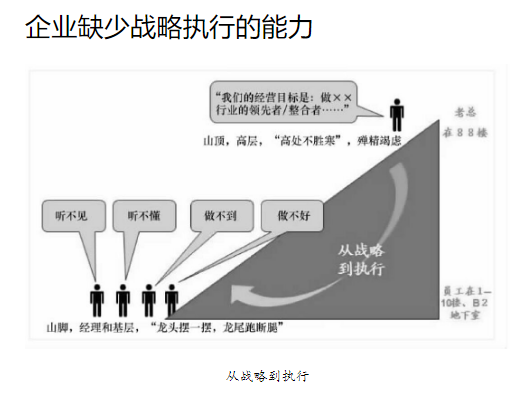 企业缺少战略执行的能力
“我们的经营目标是：做××
行业的领先者/整合者……”
老总
在88楼
山顶，高层，“高处不胜寒”，殚精竭虑
听不见
听不懂
做不到
做不好
从战略
到执行
员工在1—
10楼、B2
地下室
山脚，经理和基层，“龙头摆一摆，龙尾跑断腿”
从战略到执行